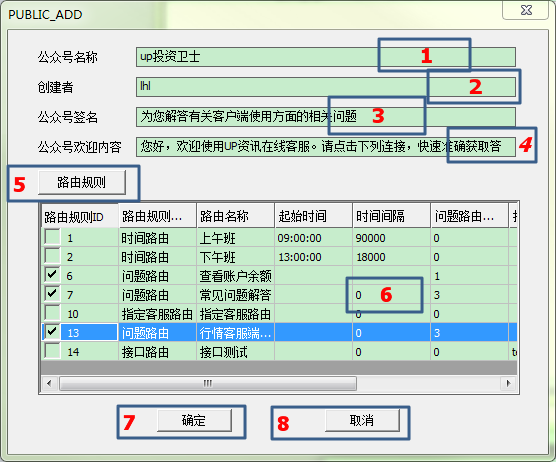 PUBLIC_ADD
公众号名称 up投资卫士 1
创建者 lhl 2
公众号签名 为您解答有关客户端使用方面的相关问题 3
公众号欢迎内容 您好，欢迎使用UP资讯在线客服。请点击下列连接，快速准确获取答 4
5 路由规则
路由规则ID 路由规则... 路由名称 起始时间 时间间隔 问题路由...
1 时间路由 上午班 09:00:00 90000 0
2 时间路由 下午班 13:00:00 18000 0
6 问题路由 查看账户余额 1
7 问题路由 常见问题解答 0 6 3
10 指定客服路由 指定客服路由 0 0
13 问题路由 行情客服端... 0 3
14 接口路由 接口测试 0 0
7 确定 8 取消